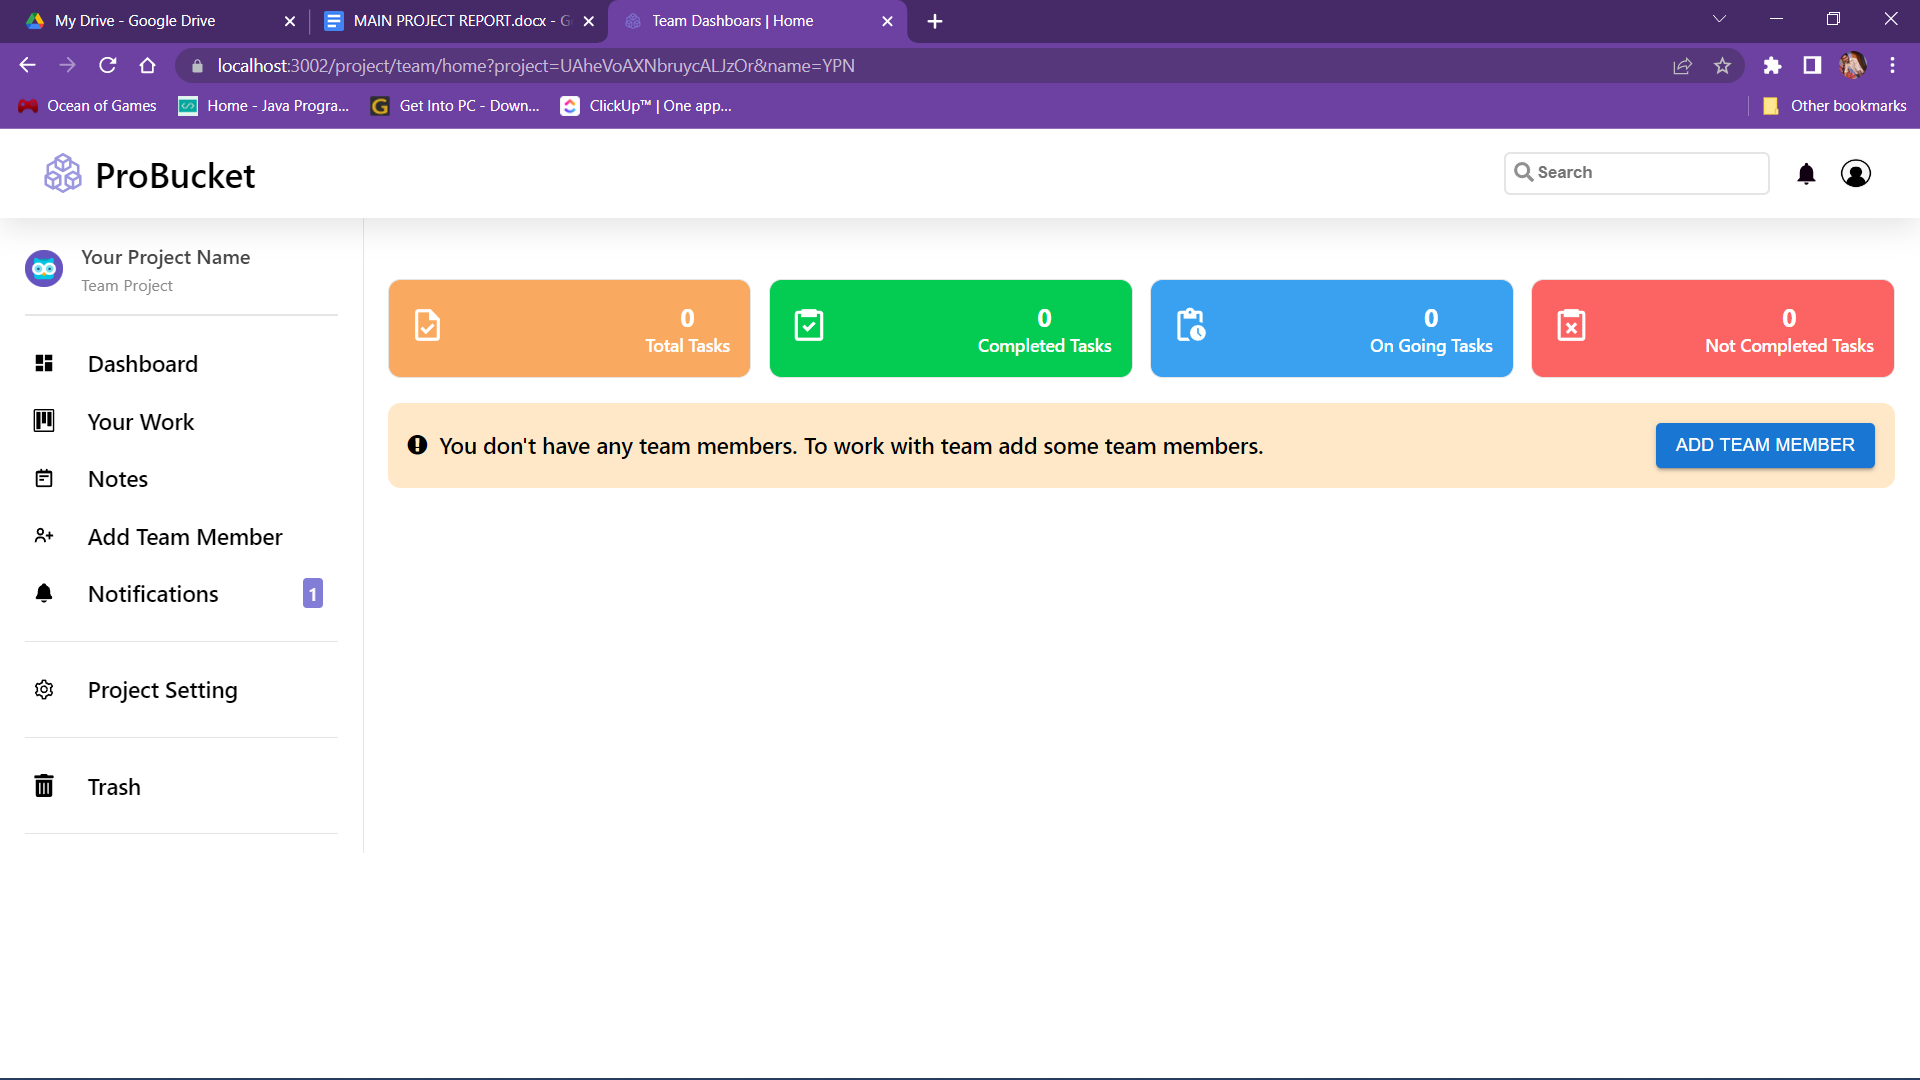 My Drive - Google Drive
MAIN PROJECT REPORT.docx - G
Team Dashboars | Home
localhost:3002/project/team/home?project=UAheVoAXNbruycALJzOr&name=YPN
Ocean of Games
Home - Java Progra...
Get Into PC - Down...
ClickUp™ | One app...
Other bookmarks
ProBucket
Search
Your Project Name
Team Project
Dashboard
Your Work
Notes
Add Team Member
Notifications 1
Project Setting
Trash
0
Total Tasks
0
Completed Tasks
0
On Going Tasks
0
Not Completed Tasks
You don't have any team members. To work with team add some team members.
ADD TEAM MEMBER